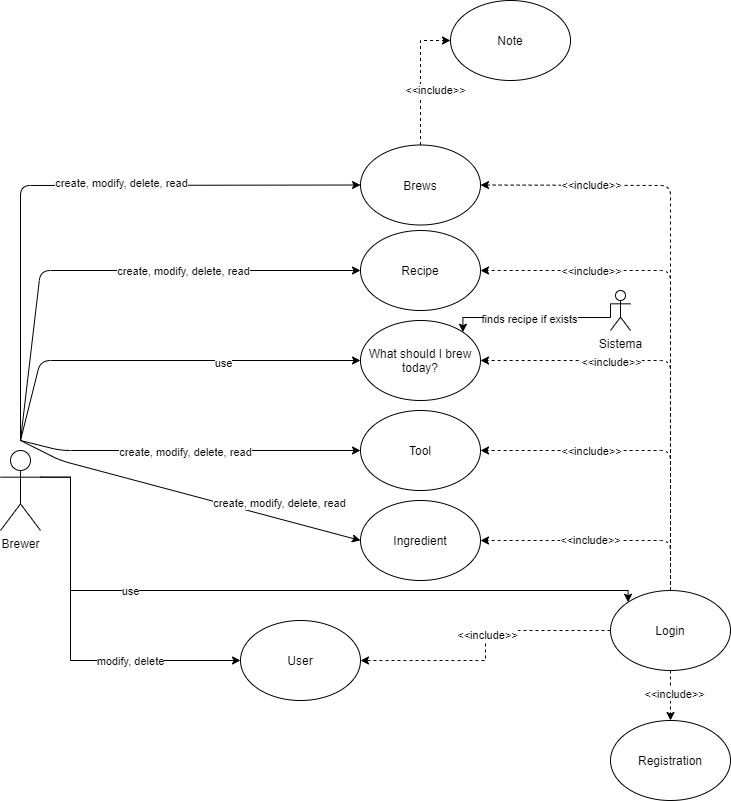 Note
<<include>>
create, modify, delete, read
Brews
<<include>>
create, modify, delete, read
Recipe
<<include>>
finds recipe if exists
Sistema
use
What should I brew
today?
<<include>>
create, modify, delete, read
Tool
<<include>>
create, modify, delete, read
Brewer
Ingredient
<<include>>
use
Login
<<include>>
modify, delete
User
<<include>>
Registration